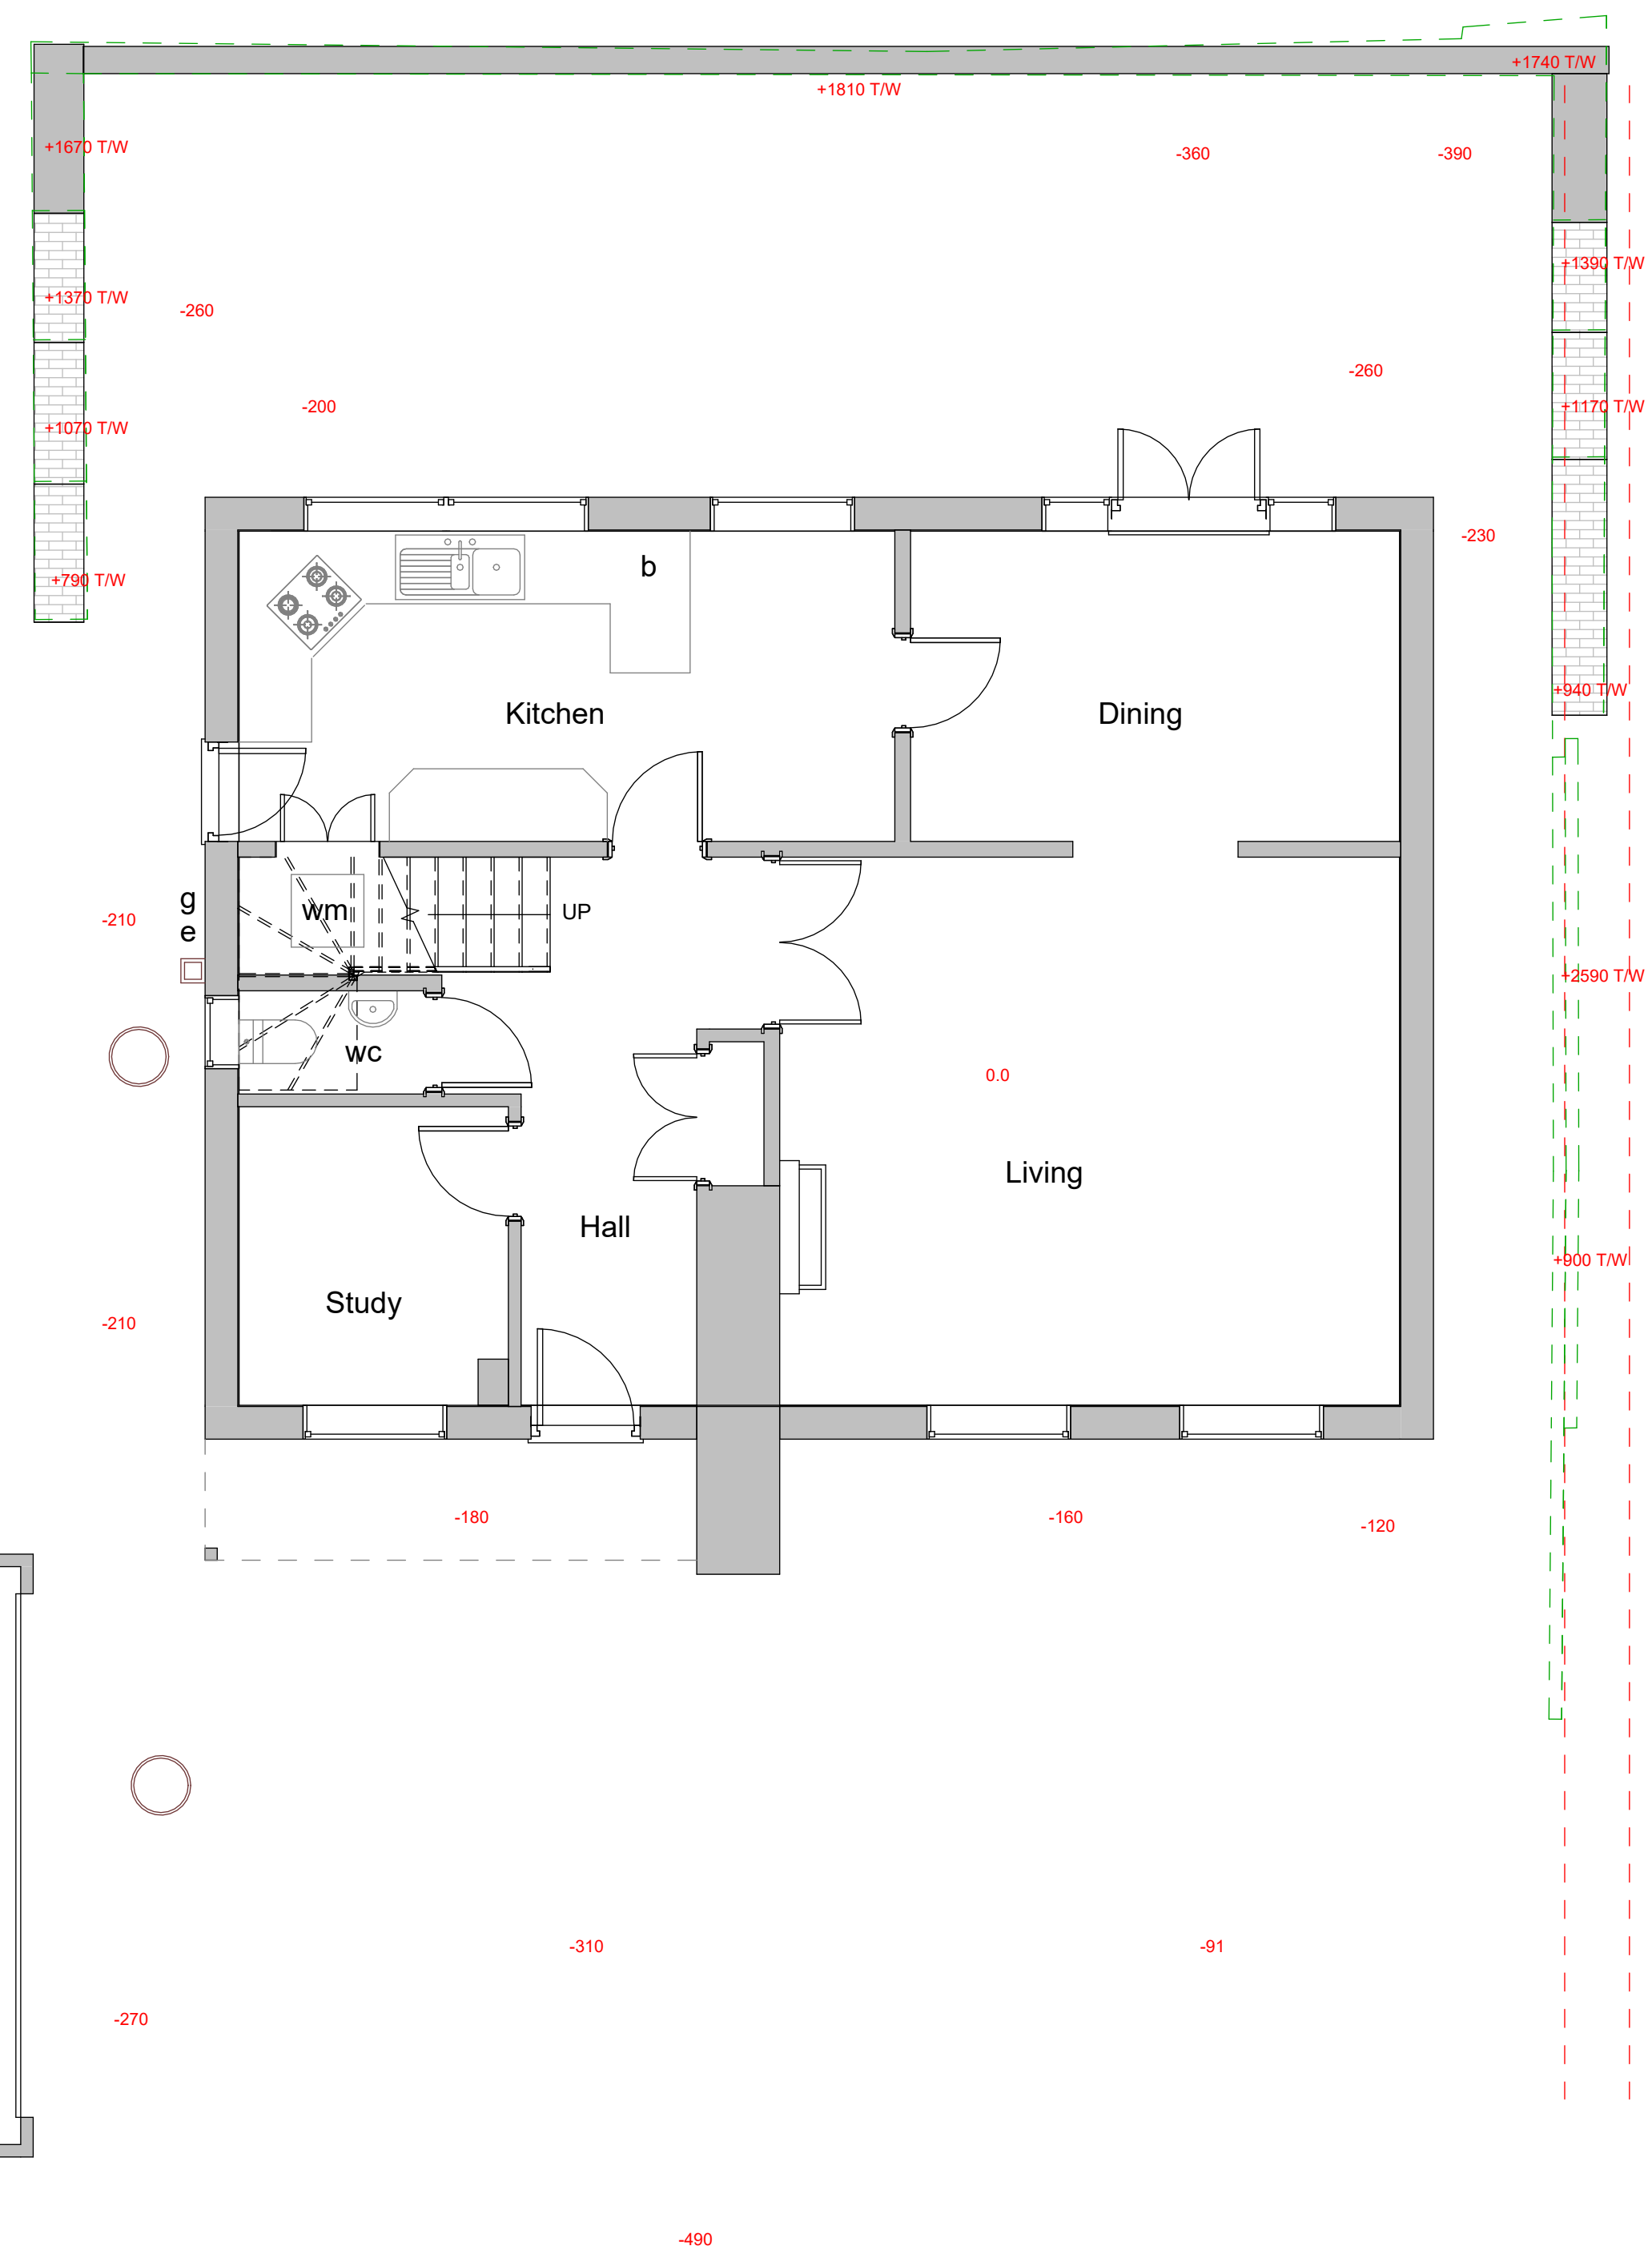 +1740 T/W
+1810 T/W
+1670 T/W
-360
-390
+1390 T/W
+1370 T/W
-260
-260
-200
+1170 T/W
+1070 T/W
-230
b
+790 T/W
+940 T/W
Kitchen
Dining
g
wm
UP
-210
e
+2590 T/W
wc
0.0
Living
Hall
+900 T/W
Study
-210
-180
-160
-120
-310
-91
-270
-490